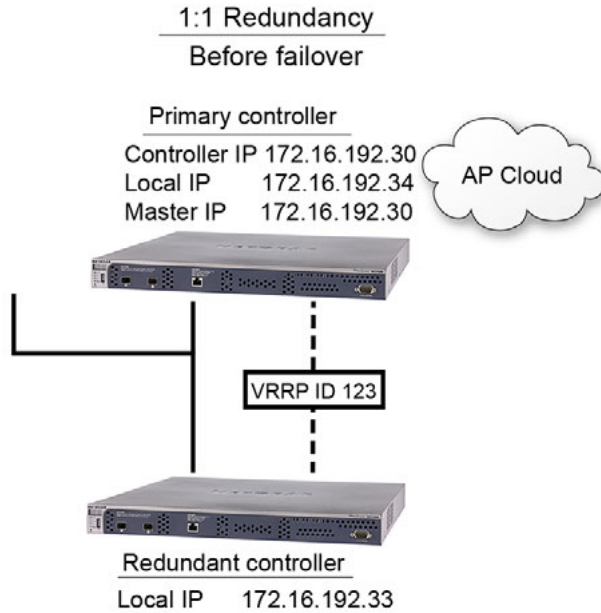 1:1 Redundancy
Before failover
Primary controller
Controller IP 172.16.192.30
Local IP 172.16.192.34
Master IP 172.16.192.30
AP Cloud
VRRP ID 123
Redundant controller
Local IP 172.16.192.33